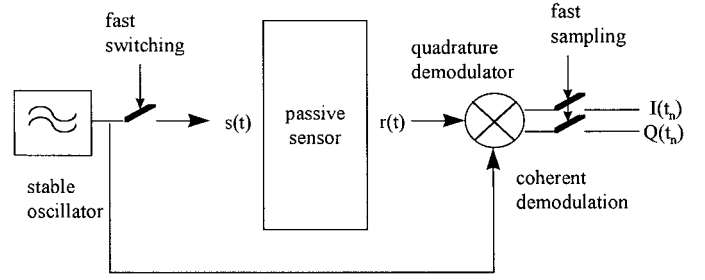 fast
switching
fast
sampling
quadrature
demodulator
s(t)
passive
sensor
r(t)
I(tn)
Q(tn)
stable
oscillator
coherent
demodulation